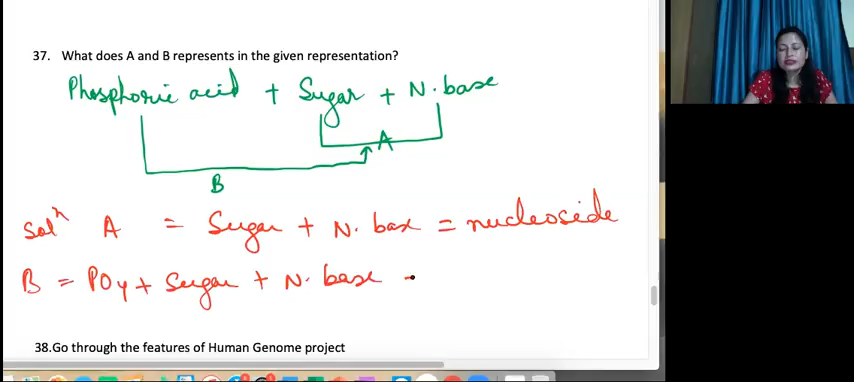 37. What does A and B represents in the given representation?
Phosphoric acid + Sugar + N. base
A
B
Solⁿ A = Sugar + N. base = nucleoside
B = PO4 + Sugar + N. base -
38.Go through the features of Human Genome project